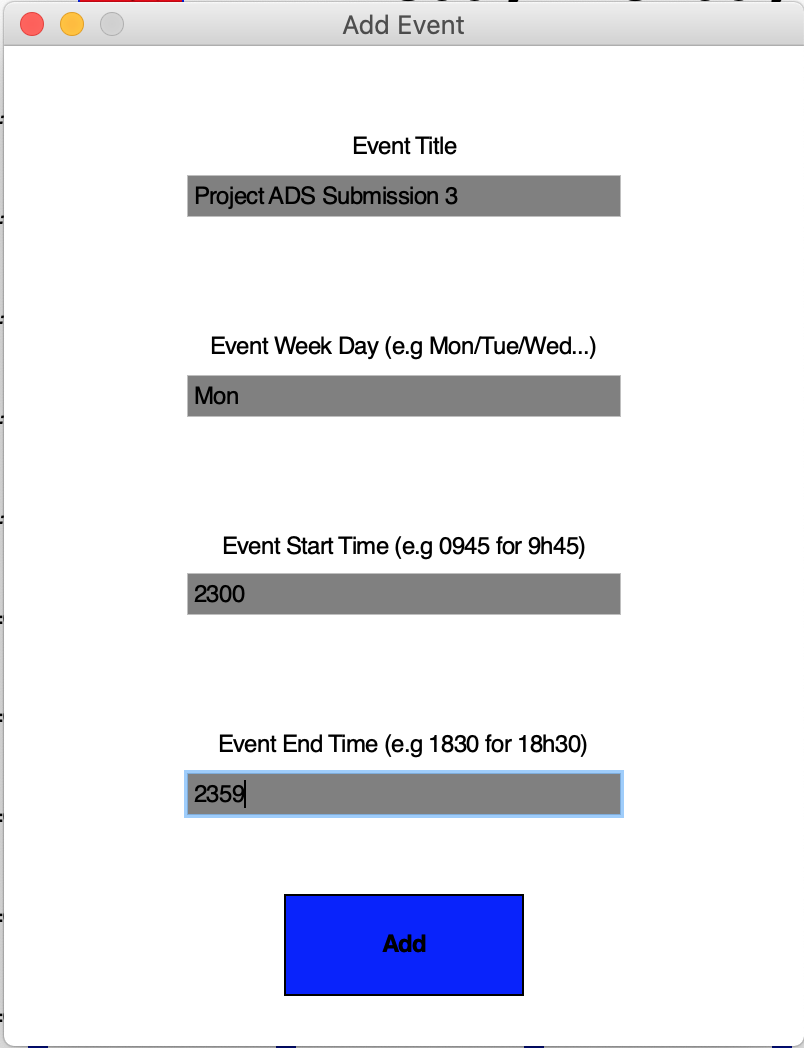 Add Event
Event Title
Project ADS Submission 3
Event Week Day (e.g Mon/Tue/Wed...)
Mon
Event Start Time (e.g 0945 for 9h45)
2300
Event End Time (e.g 1830 for 18h30)
2359
Add